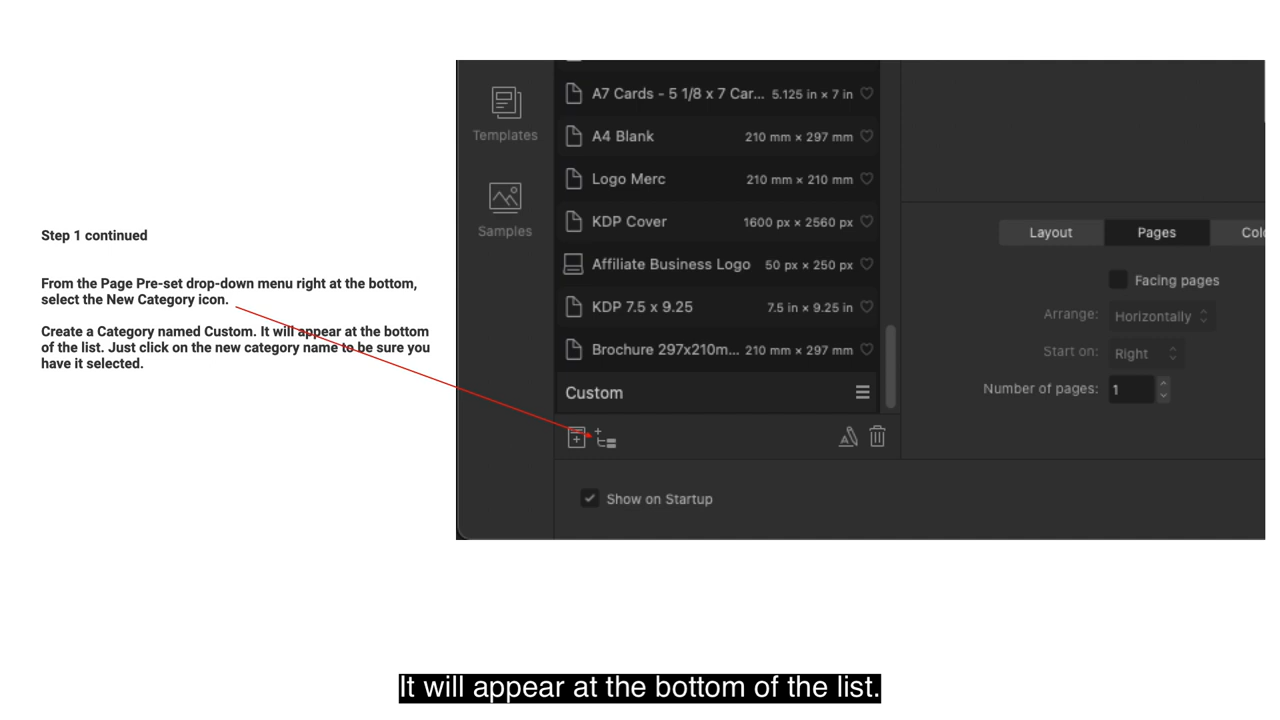 Step 1 continued
From the Page Pre-set drop-down menu right at the bottom,
select the New Category icon.
Create a Category named Custom. It will appear at the bottom
of the list. Just click on the new category name to be sure you
have it selected.
Templates
Samples
A7 Cards - 5 1/8 x 7 Car... 5.125 in × 7 in
A4 Blank 210 mm × 297 mm
Logo Merc 210 mm × 210 mm
KDP Cover 1600 px × 2560 px
Affiliate Business Logo 50 px × 250 px
KDP 7.5 x 9.25 7.5 in × 9.25 in
Brochure 297x210m... 210 mm × 297 mm
Custom
Show on Startup
Layout Pages Colo
Facing pages
Arrange: Horizontally
Start on: Right
Number of pages: 1
It will appear at the bottom of the list.